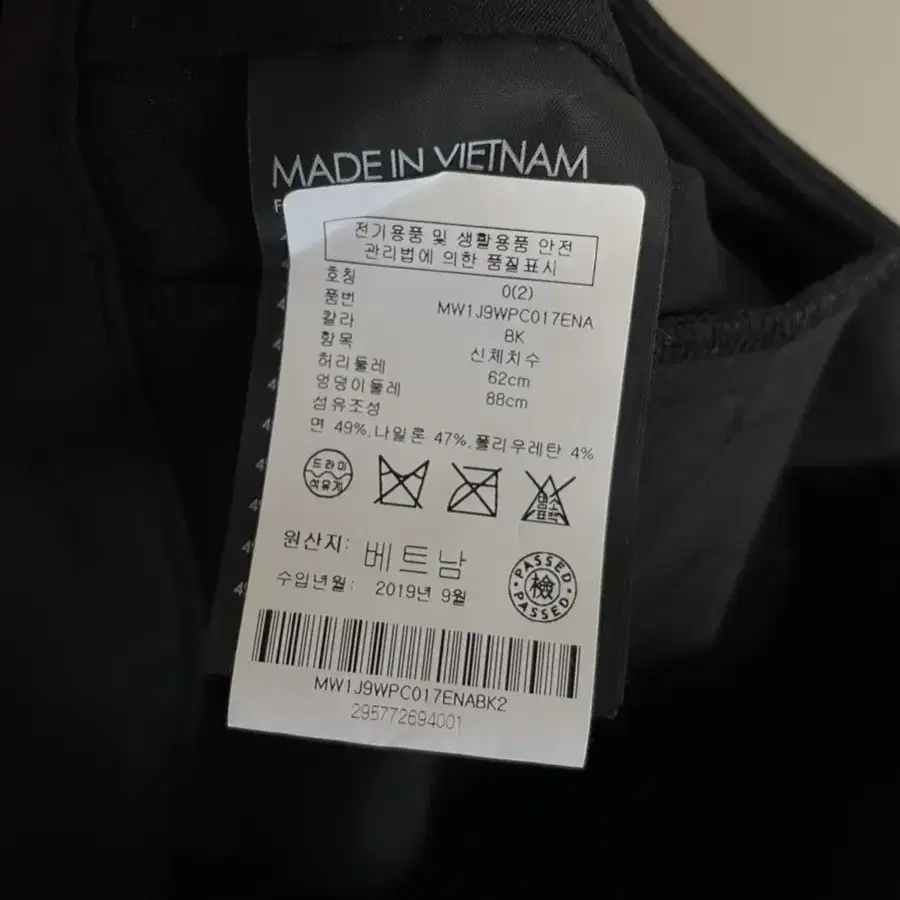 MADE IN VIETNAM
F
전기용품 및 생활용품 안전
관리법에 의한 품질표시
호칭 0(2)
품번 MW1J9WPC017ENA
칼라 BK
항목 신체치수
허리둘레 62cm
엉덩이둘레 88cm
섬유조성
면 49%,나일론 47%,폴리우레탄 4%
드라이
석유계
염소
표백
원산지: 베트남
수입년월: 2019년 9월
PASSED
檢
PASSED
MW1J9WPC017ENABK2
295772694001